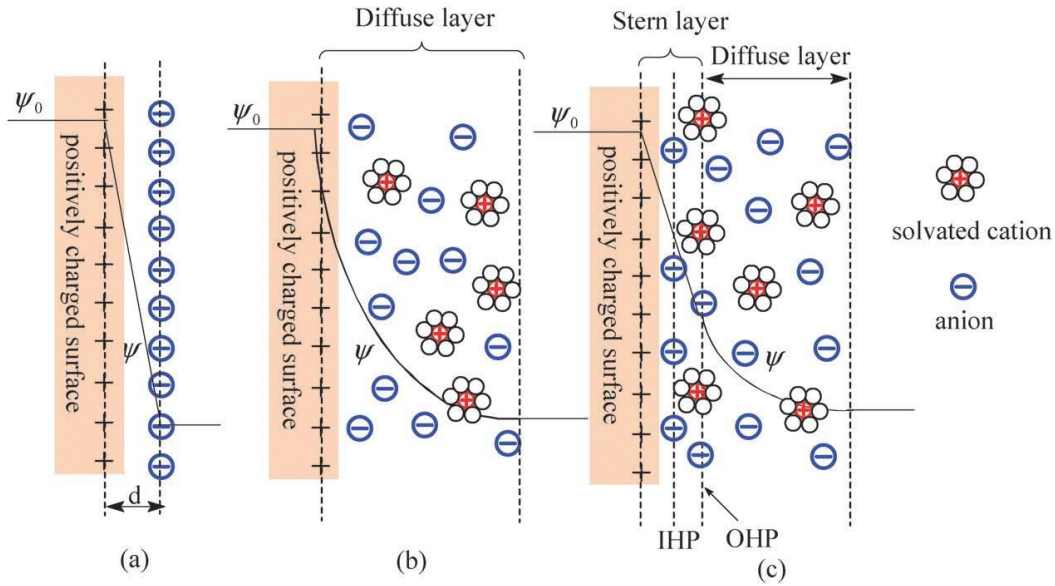 Diffuse layer
Stern layer
Diffuse layer
ψ₀
positively charged surface
ψ
d
(a)
ψ₀
positively charged surface
ψ
(b)
ψ₀
positively charged surface
ψ
IHP
OHP
(c)
solvated cation
anion